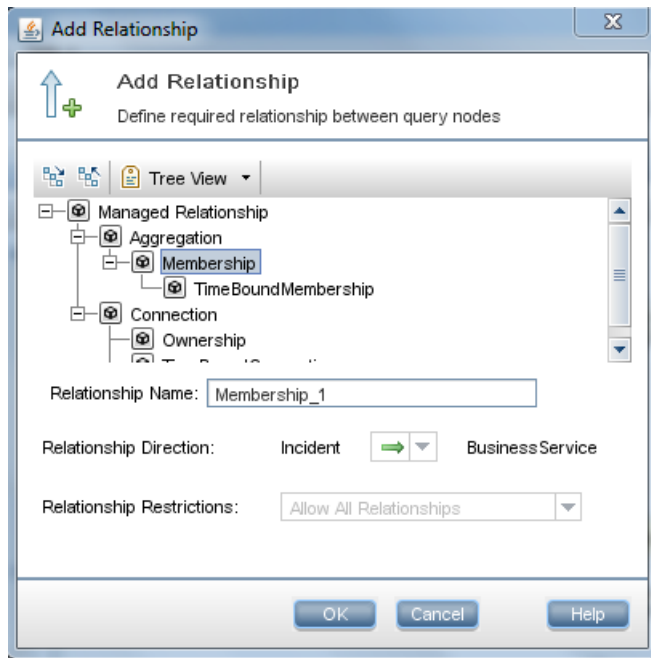 Add Relationship
Add Relationship
Define required relationship between query nodes
Tree View
Managed Relationship
Aggregation
Membership
TimeBoundMembership
Connection
Ownership
Relationship Name: Membership_1
Relationship Direction: Incident BusinessService
Relationship Restrictions: Allow All Relationships
OK Cancel Help